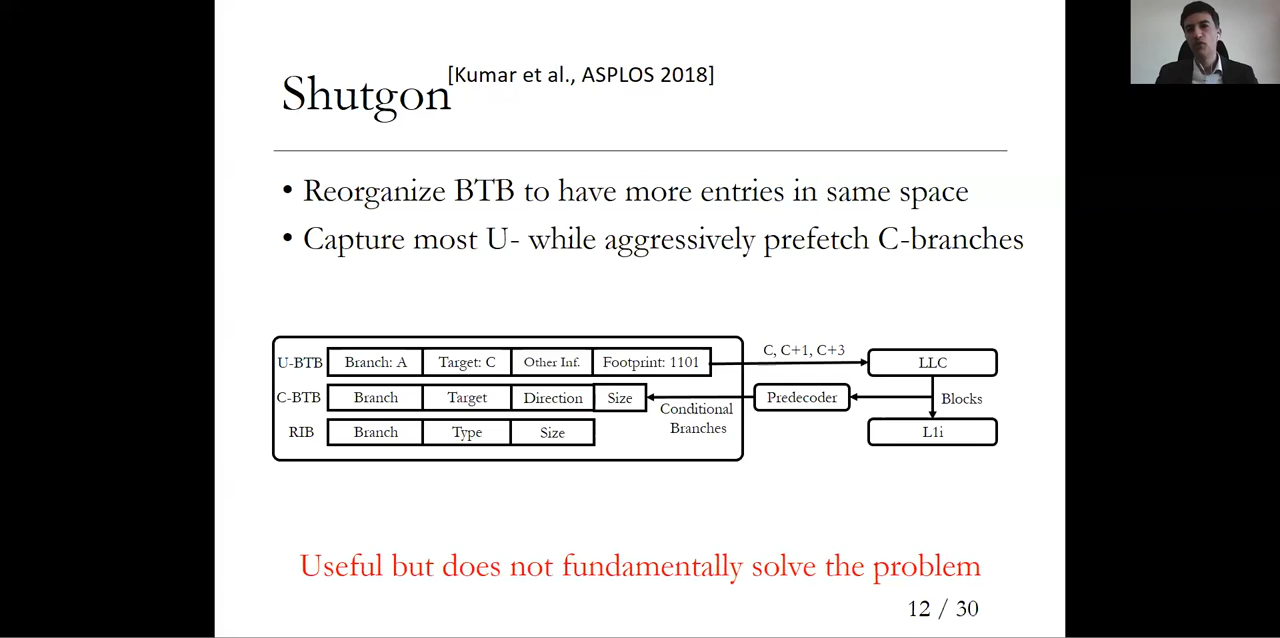 Shutgon [Kumar et al., ASPLOS 2018]
• Reorganize BTB to have more entries in same space
• Capture most U- while aggressively prefetch C-branches
U-BTB Branch: A Target: C Other Inf. Footprint: 1101 C, C+1, C+3 LLC
C-BTB Branch Target Direction Size Conditional Branches Predecoder Blocks
RIB Branch Type Size L1i
Useful but does not fundamentally solve the problem
12 / 30